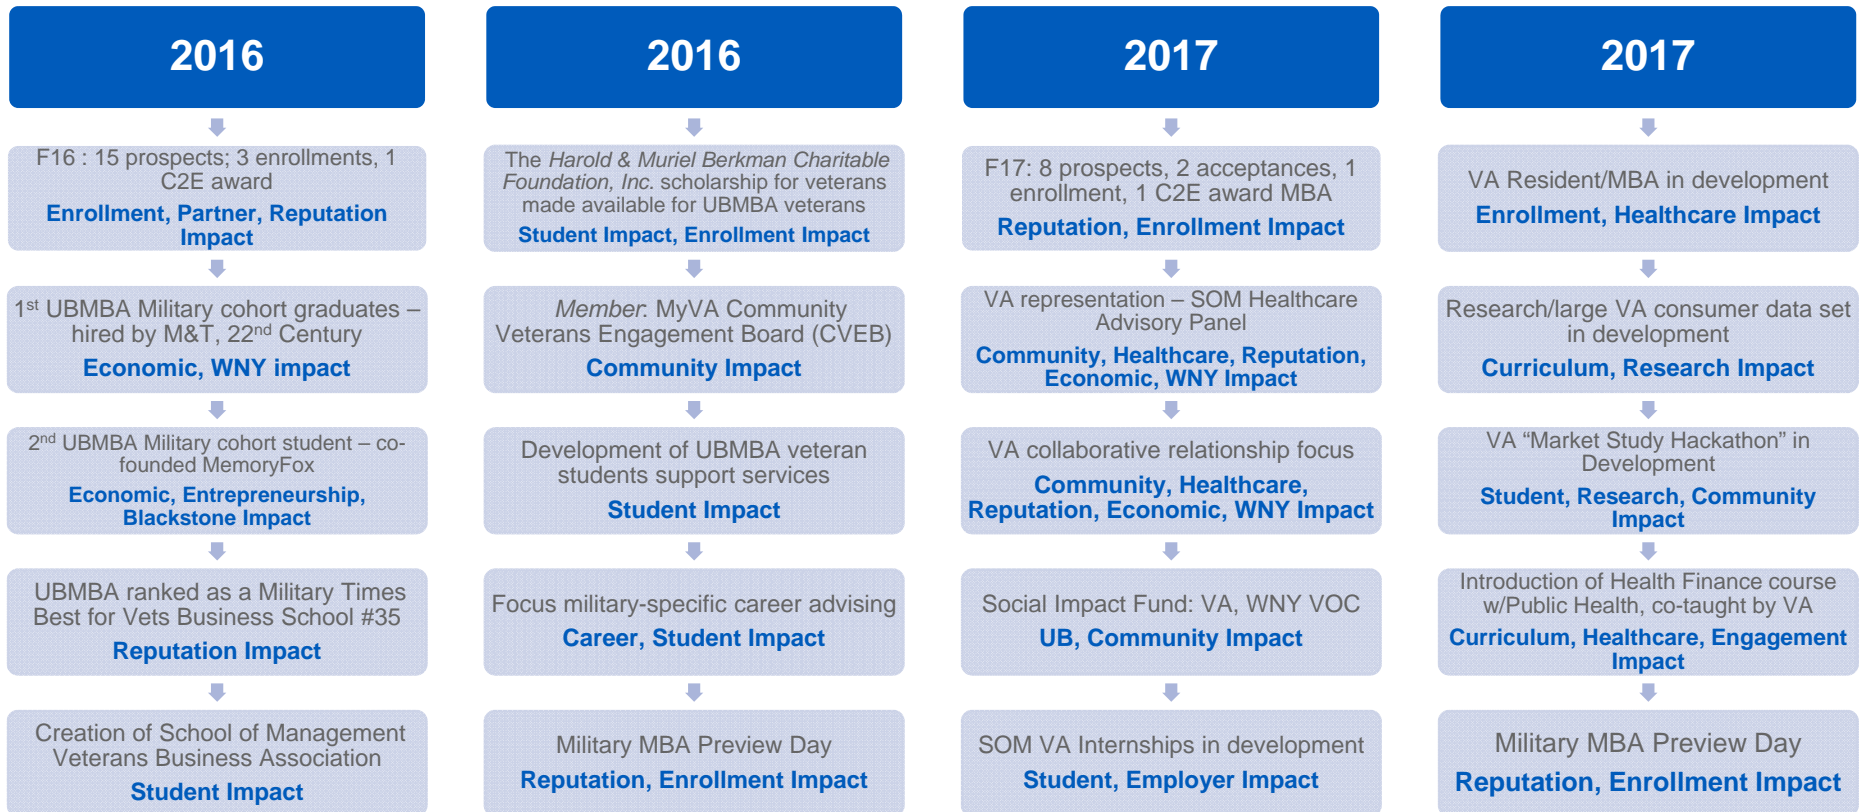 2016
F16 : 15 prospects; 3 enrollments, 1
C2E award
Enrollment, Partner, Reputation
Impact
1st UBMBA Military cohort graduates –
hired by M&T, 22nd Century
Economic, WNY impact
2nd UBMBA Military cohort student – co-
founded MemoryFox
Economic, Entrepreneurship,
Blackstone Impact
UBMBA ranked as a Military Times
Best for Vets Business School #35
Reputation Impact
Creation of School of Management
Veterans Business Association
Student Impact
2016
The Harold & Muriel Berkman Charitable
Foundation, Inc. scholarship for veterans
made available for UBMBA veterans
Student Impact, Enrollment Impact
Member: MyVA Community
Veterans Engagement Board (CVEB)
Community Impact
Development of UBMBA veteran
students support services
Student Impact
Focus military-specific career advising
Career, Student Impact
Military MBA Preview Day
Reputation, Enrollment Impact
2017
F17: 8 prospects, 2 acceptances, 1
enrollment, 1 C2E award MBA
Reputation, Enrollment Impact
VA representation – SOM Healthcare
Advisory Panel
Community, Healthcare, Reputation,
Economic, WNY Impact
VA collaborative relationship focus
Community, Healthcare,
Reputation, Economic, WNY Impact
Social Impact Fund: VA, WNY VOC
UB, Community Impact
SOM VA Internships in development
Student, Employer Impact
2017
VA Resident/MBA in development
Enrollment, Healthcare Impact
Research/large VA consumer data set
in development
Curriculum, Research Impact
VA “Market Study Hackathon” in
Development
Student, Research, Community
Impact
Introduction of Health Finance course
w/Public Health, co-taught by VA
Curriculum, Healthcare, Engagement
Impact
Military MBA Preview Day
Reputation, Enrollment Impact